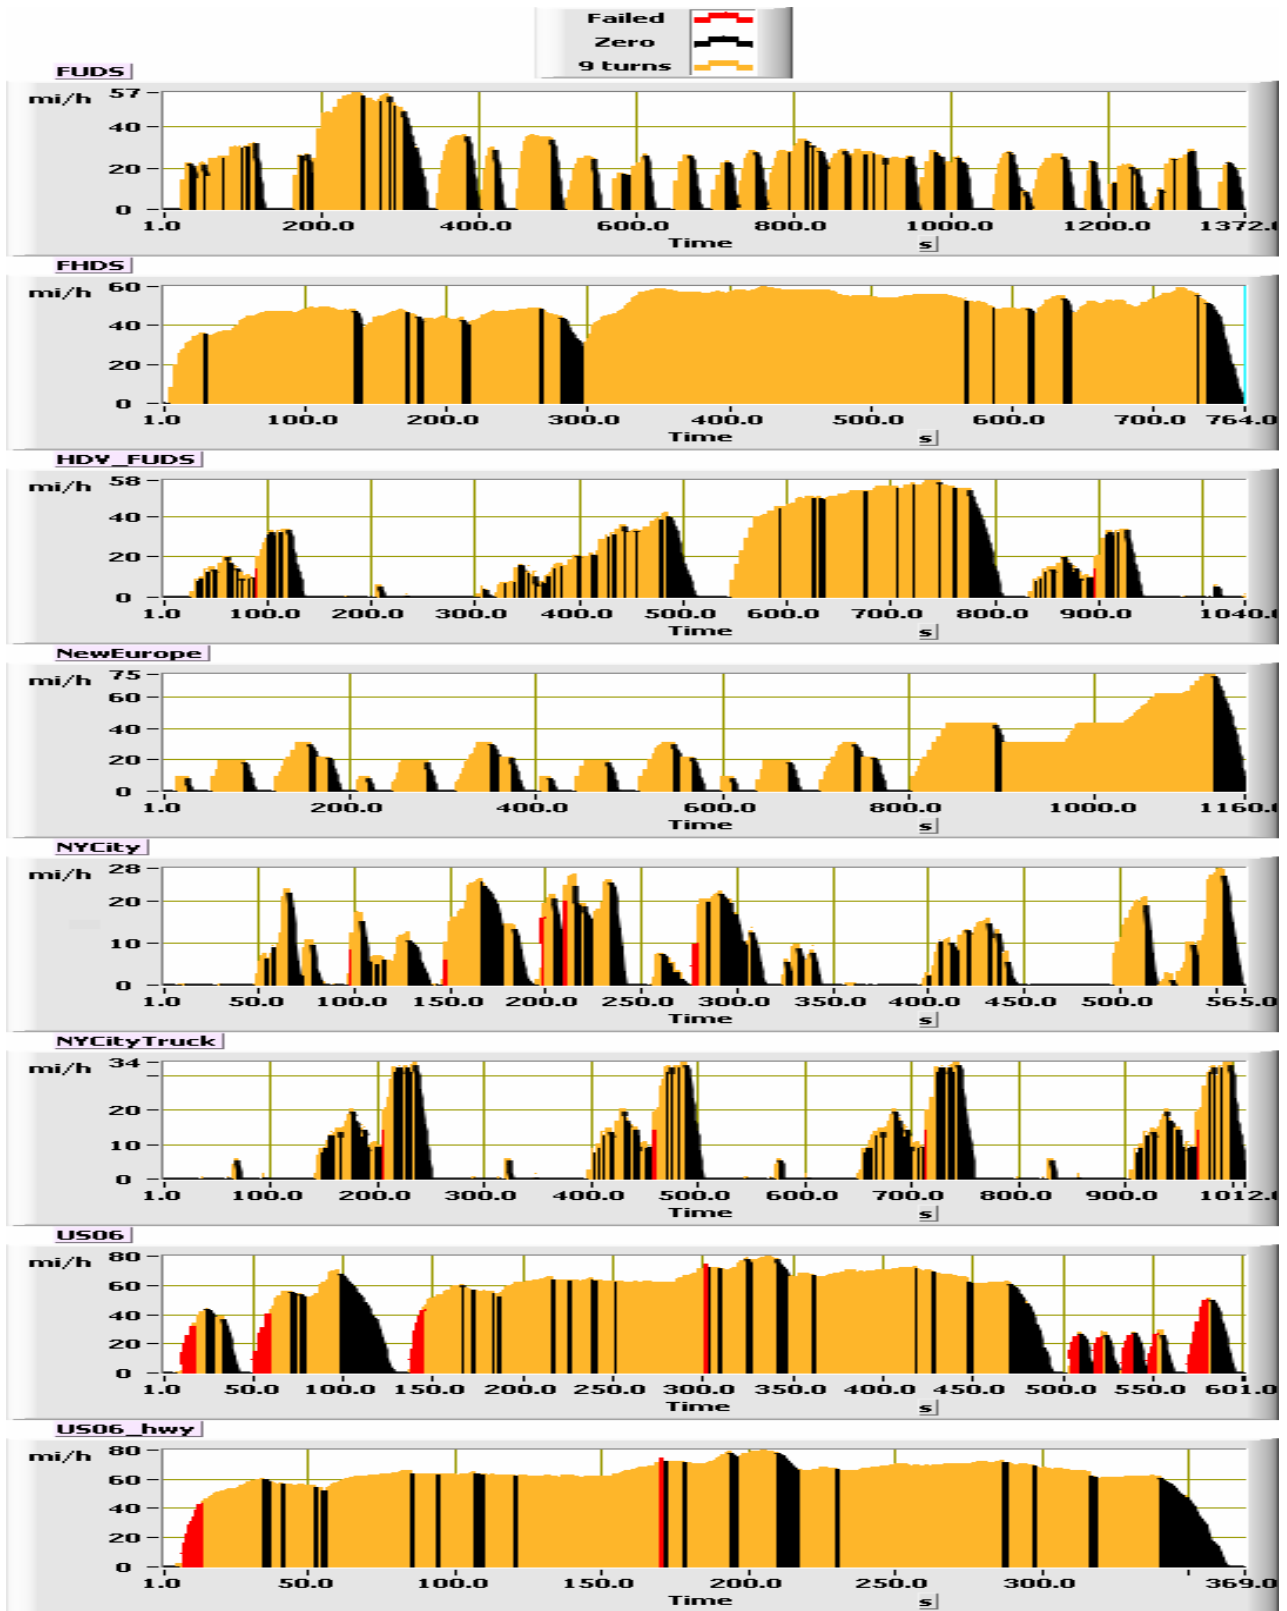 Failed
Zero
9 turns
FUDS
mi/h 57
40
20
0
1.0 200.0 400.0 600.0 800.0 1000.0 1200.0 1372.
Time s
FHDS
mi/h 60
40
20
0
1.0 100.0 200.0 300.0 400.0 500.0 600.0 700.0 764.0
Time s
HDV_FUDS
mi/h 58
40
20
0
1.0 100.0 200.0 300.0 400.0 500.0 600.0 700.0 800.0 900.0 1040.
Time s
NewEurope
mi/h 75
60
40
20
0
1.0 200.0 400.0 600.0 800.0 1000.0 1160.
Time s
NYCity
mi/h 28
20
10
0
1.0 50.0 100.0 150.0 200.0 250.0 300.0 350.0 400.0 450.0 500.0 565.0
Time s
NYCityTruck
mi/h 34
20
10
0
1.0 100.0 200.0 300.0 400.0 500.0 600.0 700.0 800.0 900.0 1012.
Time s
US06
mi/h 80
60
40
20
0
1.0 50.0 100.0 150.0 200.0 250.0 300.0 350.0 400.0 450.0 500.0 550.0 601.0
Time s
US06_hwy
mi/h 80
60
40
20
0
1.0 50.0 100.0 150.0 200.0 250.0 300.0 369.0
Time s